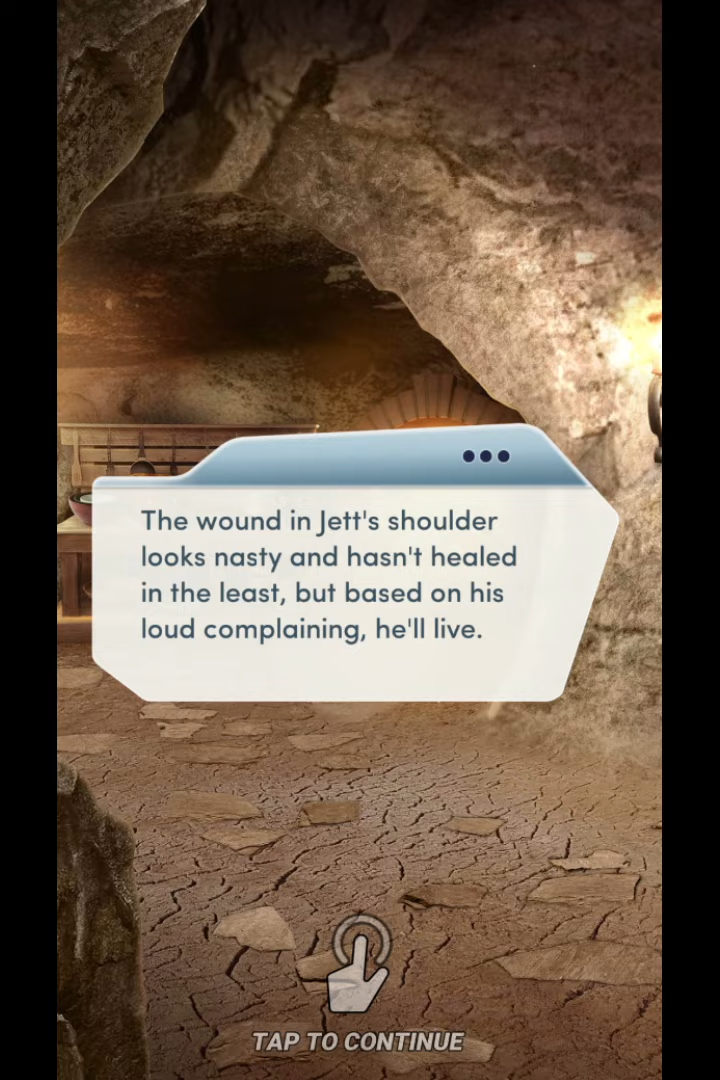 The wound in Jett's shoulder
looks nasty and hasn't healed
in the least, but based on his
loud complaining, he'll live.
TAP TO CONTINUE